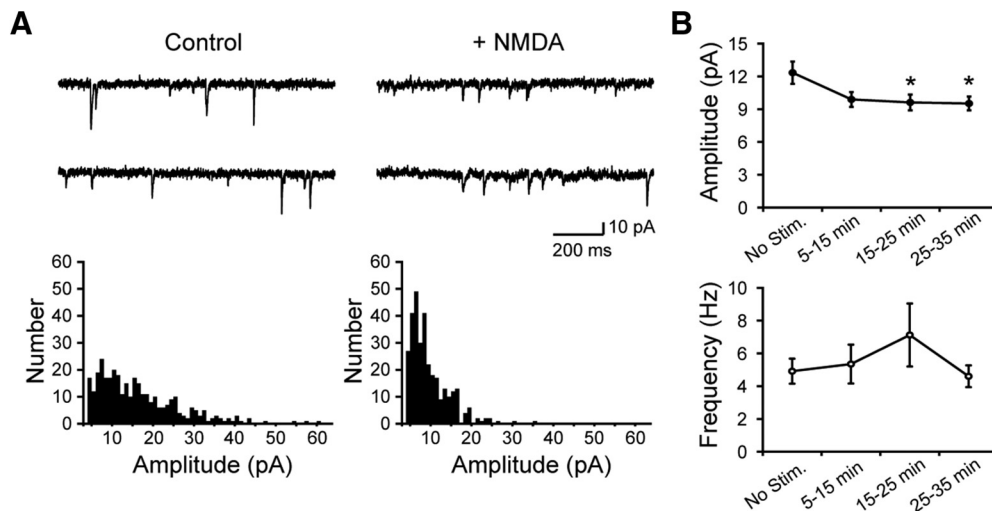 A
Control
+ NMDA
10 pA
200 ms
60
50
40
30
20
10
0
Number
10 20 30 40 50 60
Amplitude (pA)
60
50
40
30
20
10
0
Number
10 20 30 40 50 60
Amplitude (pA)
B
15
12
9
6
3
0
Amplitude (pA)
* *
No Stim.
5-15 min
15-25 min
25-35 min
10
8
6
4
2
0
Frequency (Hz)
No Stim.
5-15 min
15-25 min
25-35 min